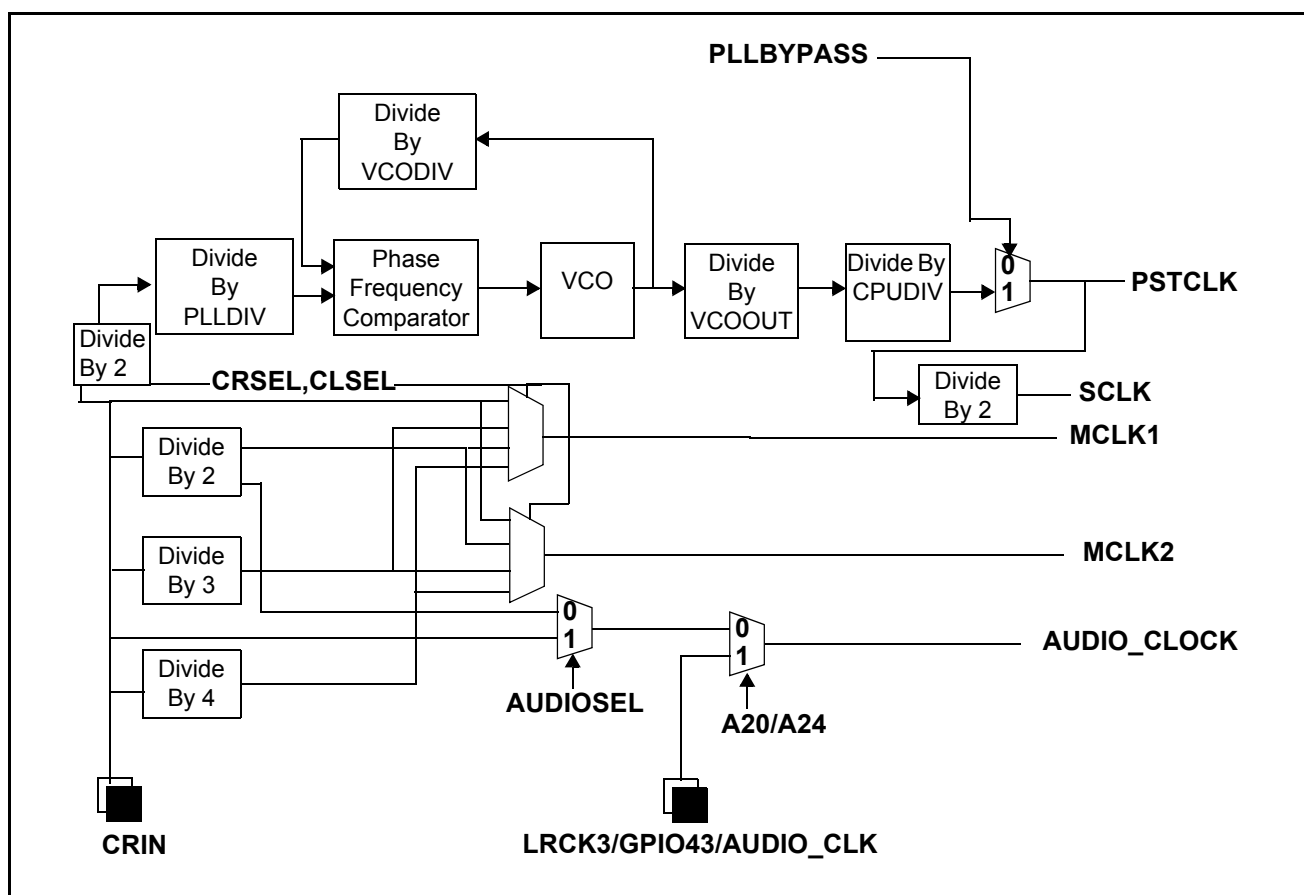 PLLBYPASS
Divide
By
VCODIV
Divide
By
PLLDIV
Phase
Frequency
Comparator
VCO
Divide
By
VCOOUT
Divide By
CPUDIV
0
1
PSTCLK
Divide
By 2
CRSEL,CLSEL
Divide
By 2
SCLK
MCLK1
Divide
By 2
MCLK2
Divide
By 3
0
1
0
1
AUDIO_CLOCK
Divide
By 4
AUDIOSEL
A20/A24
CRIN
LRCK3/GPIO43/AUDIO_CLK